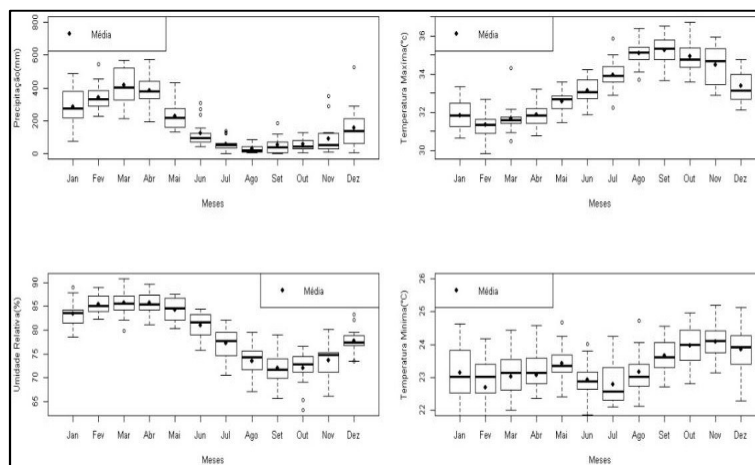 Média
Precipitação(mm)
800
600
400
200
0
Jan Fev Mar Abr Mai Jun Jul Ago Set Out Nov Dez
Meses
Média
Temperatura Maxima(°c)
36
34
32
30
Jan Fev Mar Abr Mai Jun Jul Ago Set Out Nov Dez
Meses
Média
Umidade Relativa(%)
90
85
80
75
70
65
Jan Fev Mar Abr Mai Jun Jul Ago Set Out Nov Dez
Meses
Média
Temperatura Minima(°C)
26
25
24
23
22
Jan Fev Mar Abr Mai Jun Jul Ago Set Out Nov Dez
Meses